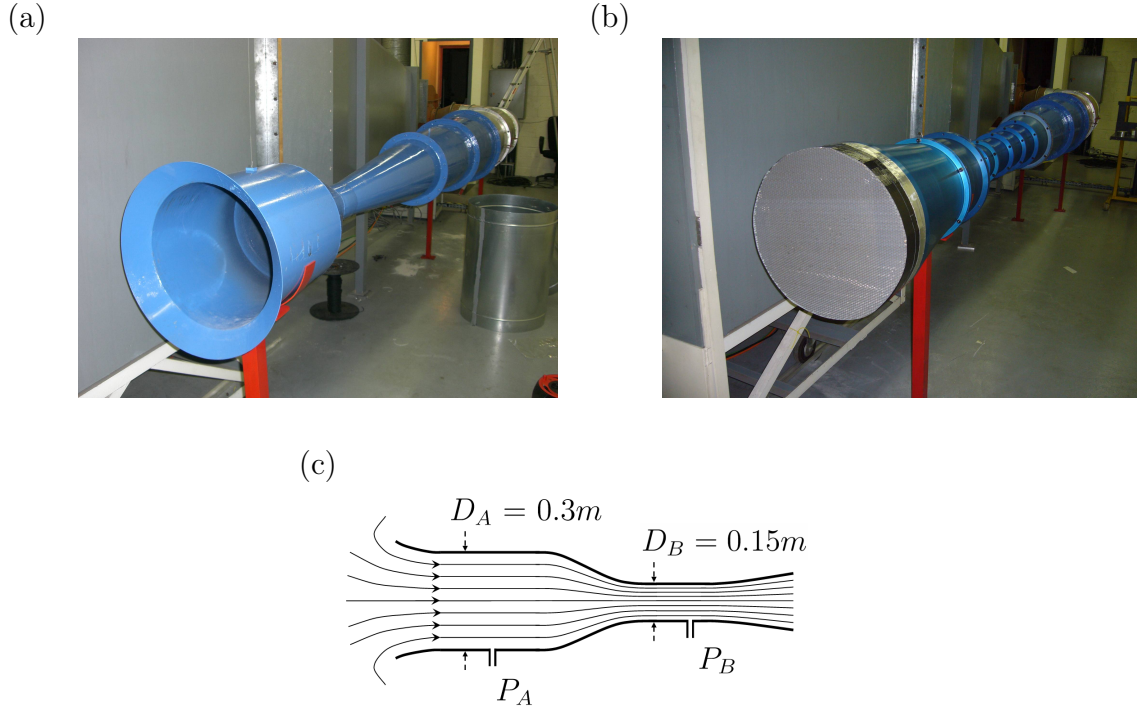 (a)
(b)
(c)
D_A = 0.3m
D_B = 0.15m
P_B
P_A